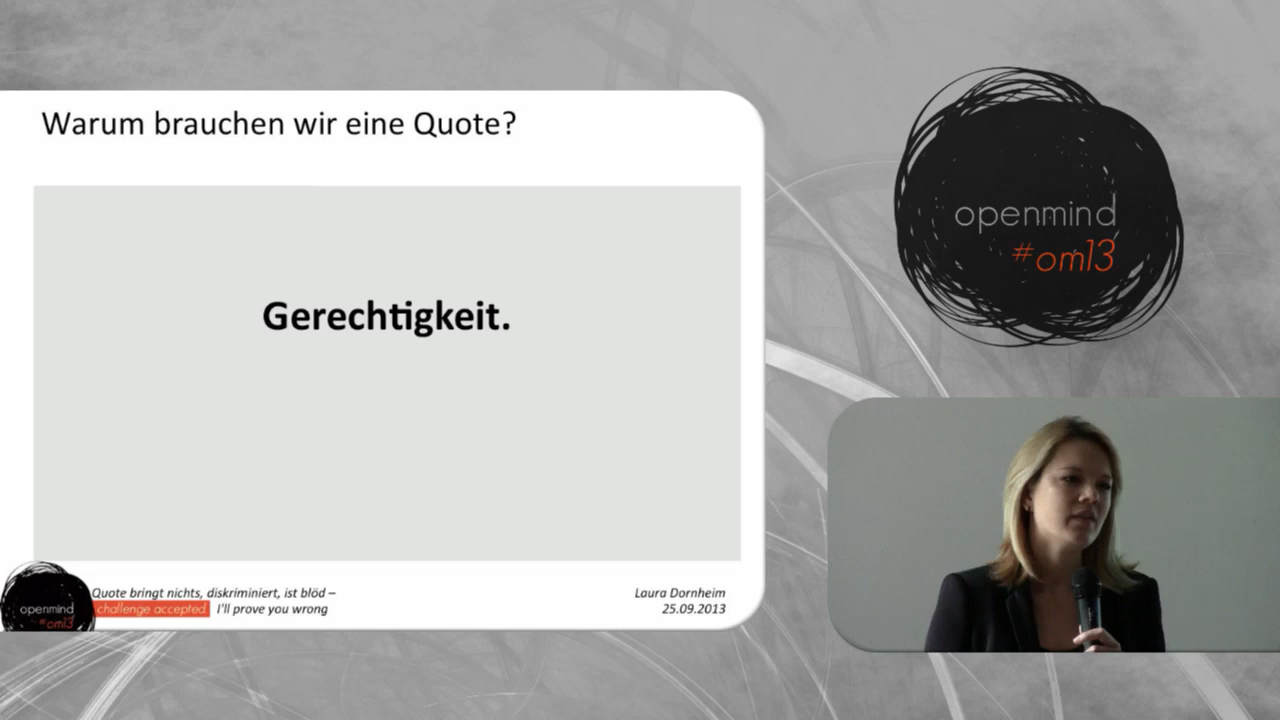 Warum brauchen wir eine Quote?
Gerechtigkeit.
openmind
#om13
Quote bringt nichts, diskriminiert, ist blöd –
challenge accepted I'll prove you wrong
Laura Dornheim
25.09.2013
openmind
#om13